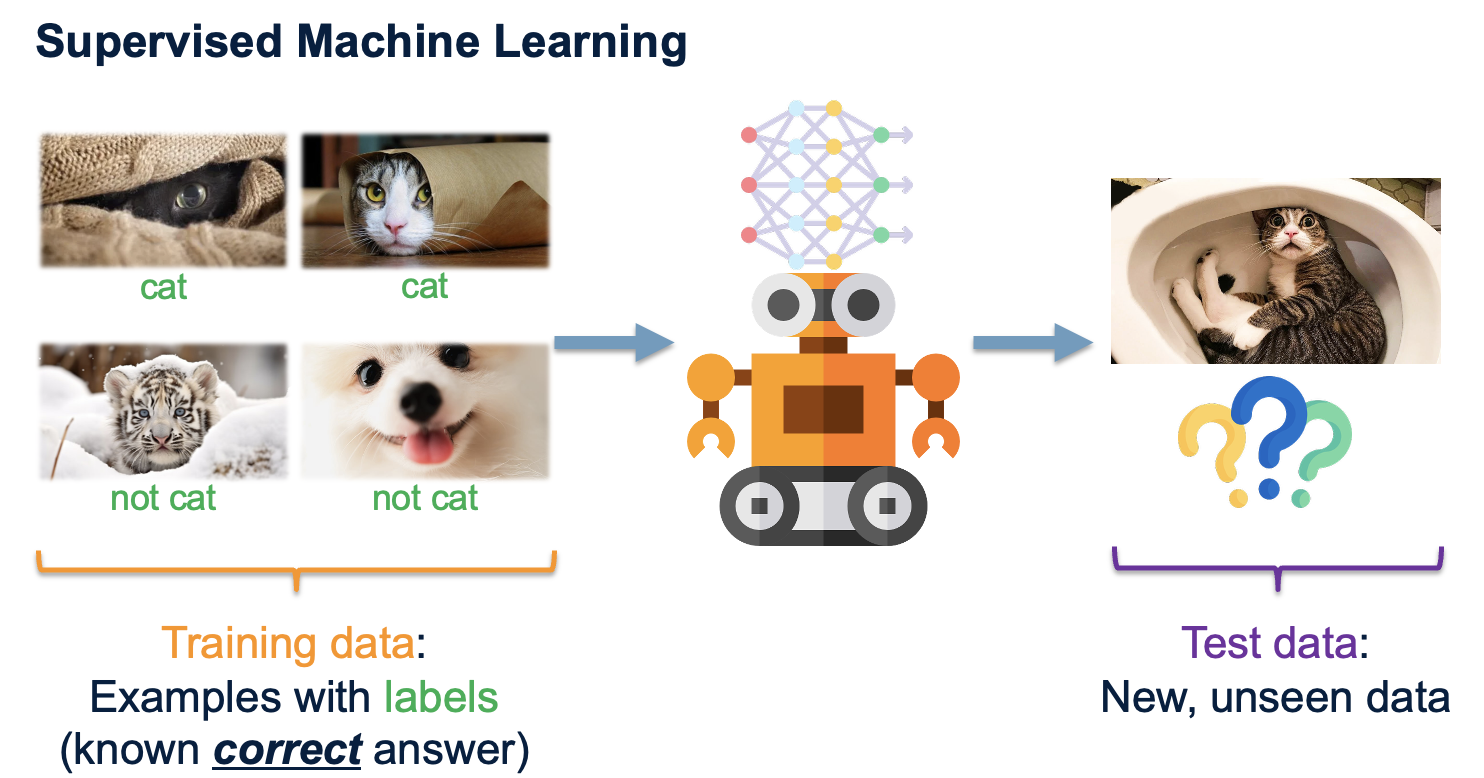 Supervised Machine Learning
cat
cat
not cat
not cat
Training data:
Examples with labels
(known correct answer)
Test data:
New, unseen data